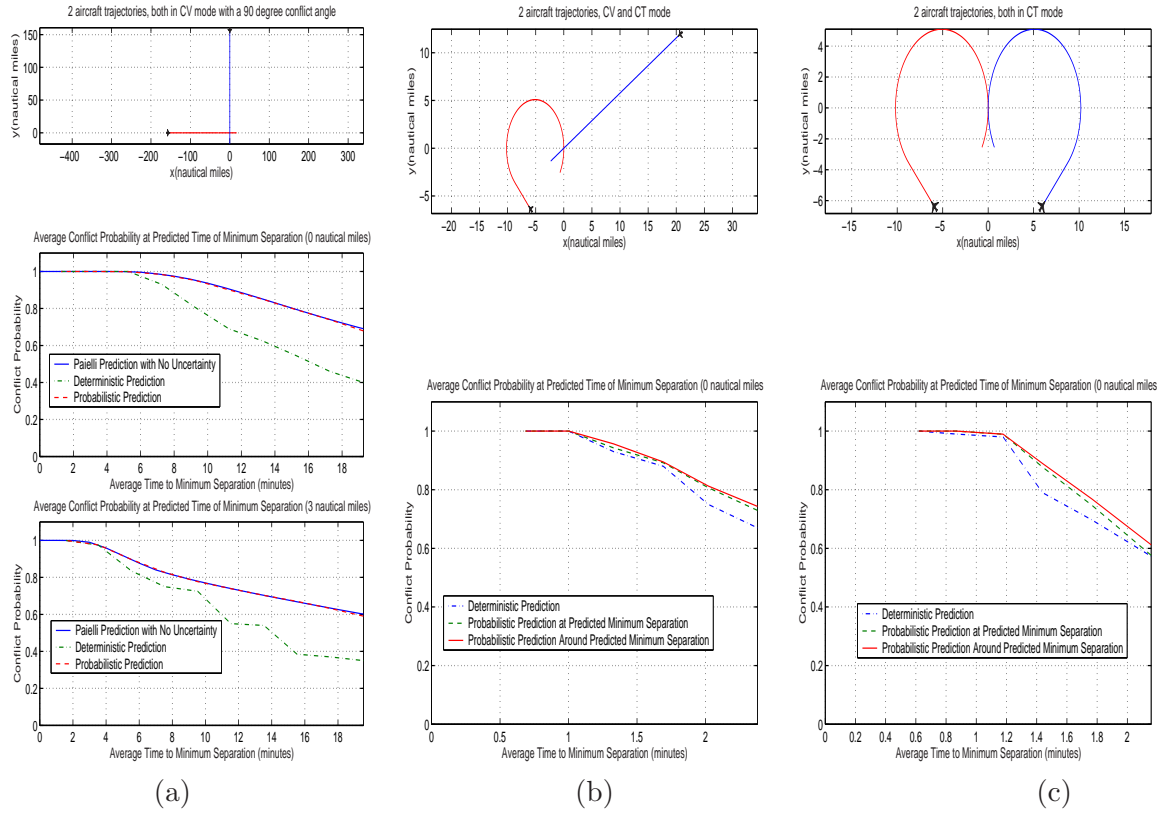 2 aircraft trajectories, both in CV mode with a 90 degree conflict angle
150
100
50
0
y(nautical miles)
−400 −300 −200 −100 0 100 200 300
x(nautical miles)
Average Conflict Probability at Predicted Time of Minimum Separation (0 nautical miles)
1
0.8
0.6
0.4
0.2
0
Conflict Probability
Paielli Prediction with No Uncertainty
Deterministic Prediction
Probabilistic Prediction
0 2 4 6 8 10 12 14 16 18
Average Time to Minimum Separation (minutes)
Average Conflict Probability at Predicted Time of Minimum Separation (3 nautical miles)
1
0.8
0.6
0.4
0.2
0
Conflict Probability
Paielli Prediction with No Uncertainty
Deterministic Prediction
Probabilistic Prediction
0 2 4 6 8 10 12 14 16 18
Average Time to Minimum Separation (minutes)
(a)
2 aircraft trajectories, CV and CT mode
10
5
0
−5
y(nautical miles)
−20 −15 −10 −5 0 5 10 15 20 25 30
x(nautical miles)
Average Conflict Probability at Predicted Time of Minimum Separation (0 nautical miles
1
0.8
0.6
0.4
0.2
0
Conflict Probability
Deterministic Prediction
Probabilistic Prediction at Predicted Minimum Separation
Probabilistic Prediction Around Predicted Minimum Separation
0 0.5 1 1.5 2
Average Time to Minimum Separation (minutes)
(b)
2 aircraft trajectories, both in CT mode
4
2
0
−2
−4
−6
y(nautical miles)
−15 −10 −5 0 5 10 15
x(nautical miles)
Average Conflict Probability at Predicted Time of Minimum Separation (0 nautical miles
1
0.8
0.6
0.4
0.2
0
Conflict Probability
Deterministic Prediction
Probabilistic Prediction at Predicted Minimum Separation
Probabilistic Prediction Around Predicted Minimum Separation
0 0.2 0.4 0.6 0.8 1 1.2 1.4 1.6 1.8 2
Average Time to Minimum Separation (minutes)
(c)